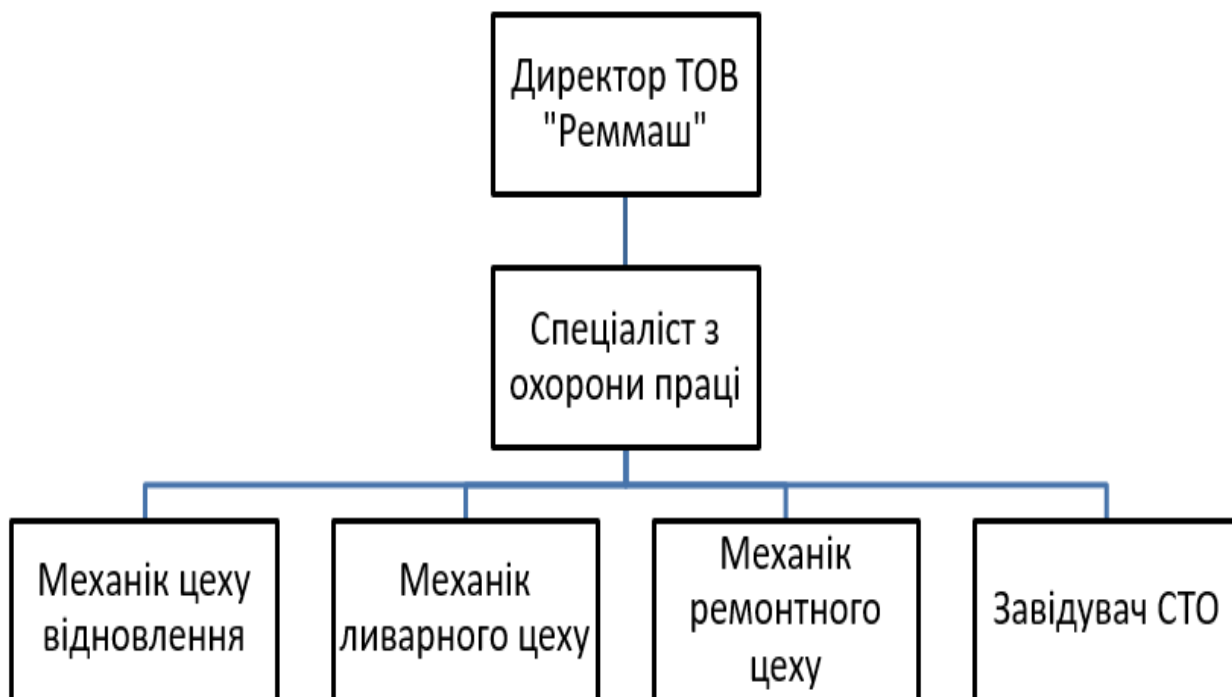 Директор ТОВ
"Реммаш"
Спеціаліст з
охорони праці
Механік цеху
відновлення
Механік
ливарного цеху
Механік
ремонтного
цеху
Завідувач СТО